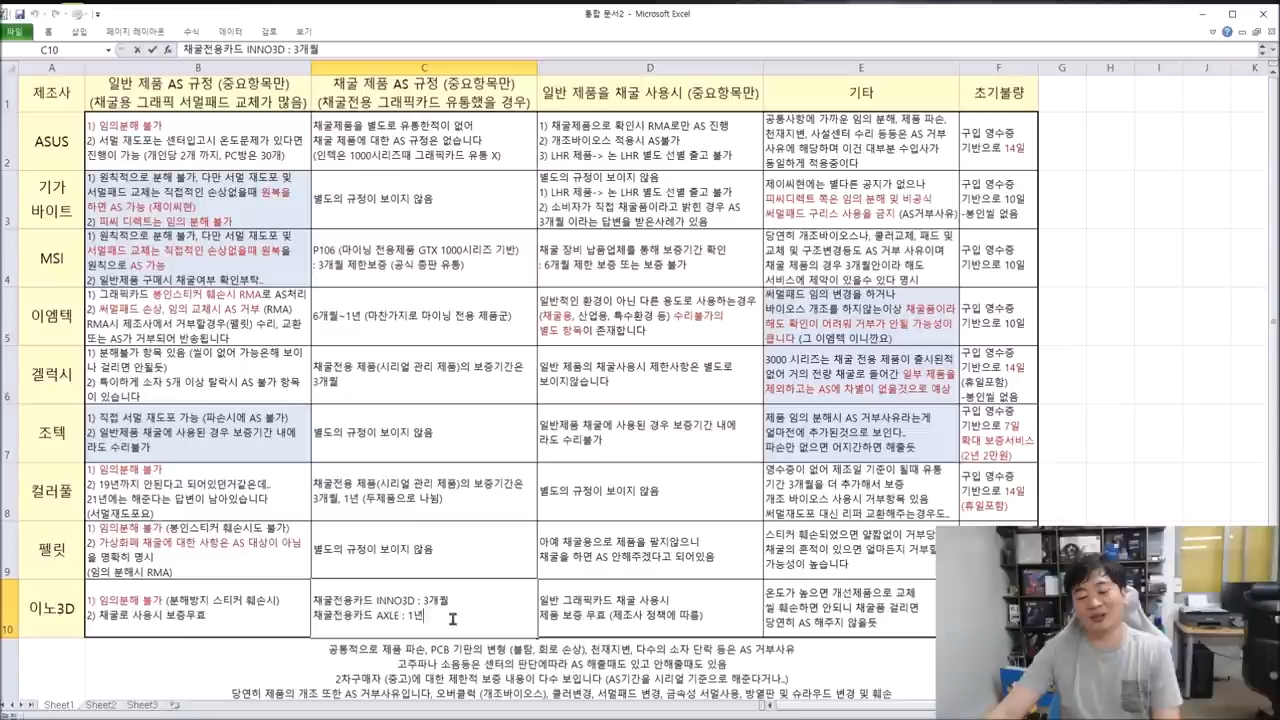 통합 문서2 - Microsoft Excel
파일 홈 삽입 페이지 레이아웃 수식 데이터 검토 보기
C10 fx 채굴전용카드 INNO3D : 3개월
A B C D E F G H I J K
1
제조사
일반 제품 AS 규정 (중요항목만)
(채굴용 그래픽 서멀패드 교체가 많음)
채굴 제품 AS 규정 (중요항목만)
(채굴전용 그래픽카드 유통했을 경우)
일반 제품을 채굴 사용시 (중요항목만)
기타
초기불량
2
ASUS
1) 임의분해 불가
2) 서멀 재도포는 센터입고시 온도문제가 있다면
진행이 가능 (개인당 2개 까지, PC방은 30개)
채굴제품을 별도로 유통한적이 없어
채굴 제품에 대한 AS 규정은 없습니다
(인텍은 1000시리즈때 그래픽카드 유통 X)
1) 채굴제품으로 확인시 RMA로만 AS 진행
2) 개조바이오스 적용시 AS불가
3) LHR 제품-> 논 LHR 별도 선별 출고 불가
공통사항에 가까운 임의 분해, 제품 파손,
천재지변, 사설센터 수리 등등은 AS 거부
사유에 해당하며 이건 대부분 수입사가
동일하게 적용중이다
구입 영수증
기반으로 14일
3
기가
바이트
1) 원칙적으로 분해 불가, 다만 서멀 재도포 및
서멀패드 교체는 직접적인 손상없을때 원복을
하면 AS 가능 (제이씨현)
2) 피씨 디렉트는 임의 분해 불가
별도의 규정이 보이지 않음
별도의 규정이 보이지 않음
1) LHR 제품-> 논 LHR 별도 선별 출고 불가
2) 소비자가 직접 채굴품이라고 밝힌 경우 AS
3개월 이라는 답변을 받은사례가 있음
제이씨현에는 별다른 공지가 없으나
피씨디렉트 쪽은 임의 분해 및 비공식
써멀패드 구리스 사용을 금지 (AS거부사유)
구입 영수증
기반으로 10일
-봉인씰 없음
4
MSI
1) 원칙적으로 분해 불가, 다만 서멀 재도포 및
서멀패드 교체는 직접적인 손상없을때 원복을
원칙으로 AS 가능
2) 일반제품 구매시 채굴여부 확인부탁..
P106 (마이닝 전용제품 GTX 1000시리즈 기반)
: 3개월 제한보증 (공식 총판 유통)
채굴 장비 납품업체를 통해 보증기간 확인
: 6개월 제한 보증 또는 보증 불가
당연히 개조바이오스나, 쿨러교체, 패드 및
교체 및 구조변경등도 AS 거부 사유이며
채굴 제품의 경우 3개월안이라 해도
서비스에 제약이 있을수 있다 명시
구입 영수증
기반으로 10일
5
이엠텍
1) 그래픽카드 봉인스티커 훼손시 RMA로 AS처리
2) 써멀패드 손상, 임의 교체시 AS 거부 (RMA)
RMA시 제조사에서 거부할경우(펠릿) 수리, 교환
또는 AS가 거부되어 반송됩니다
6개월~1년 (마찬가지로 마이닝 전용 제품군)
일반적인 환경이 아닌 다른 용도로 사용하는경우
(채굴용, 산업용, 특수환경 등) 수리불가의
별도 항목이 존재합니다
써멀패드 임의 변경을 하거나
바이오스 개조를 하지않는이상 채굴품이라
해도 확인이 어려워 거부가 안될 가능성이
큽니다 (그 이엠텍 이니깐요)
구입 영수증
기반으로 10일
6
겔럭시
1) 분해불가 항목 있음 (씰이 없어 가능은해 보이
나 걸리면 안될듯)
2) 특이하게 소자 5개 이상 탈락시 AS 불가 항목
이 있습니다
채굴전용 제품(시리얼 관리 제품)의 보증기간은
3개월
일반 제품의 채굴사용시 제한사항은 별도로
보이지않습니다
3000 시리즈는 채굴 전용 제품이 출시된적
없어 거의 전량 채굴로 들어간 일부 제품을
제외하고는 AS에 차별이 없을것으로 예상
구입 영수증
기반으로 14일
(휴일포함)
-봉인씰 없음
7
조텍
1) 직접 서멀 재도포 가능 (파손시에 AS 불가)
2) 일반제품 채굴에 사용된 경우 보증기간 내에
라도 수리불가
별도의 규정이 보이지 않음
일반제품 채굴에 사용된 경우 보증기간 내에
라도 수리불가
제품 임의 분해시 AS 거부사유라는게
얼마전에 추가된것으로 보인다..
파손만 없으면 어지간하면 해줄듯
구입 영수증
기반으로 7일
확대 보증서비스
(2년 2만원)
8
컬러풀
1) 임의분해 불가
2) 19년까지 안된다고 되어있던거같은데..
21년에는 해준다는 답변이 남아있습니다
(서멀재도포요)
채굴전용 제품(시리얼 관리 제품)의 보증기간은
3개월, 1년 (두제품으로 나뉨)
별도의 규정이 보이지 않음
영수증이 없어 제조일 기준이 될때 유통
기간 3개월을 더 추가해서 보증
개조 바이오스 사용시 거부항목 있음
써멀재도포 대신 리퍼 교환해주는경우도..
구입 영수증
기반으로 14일
(휴일포함)
9
펠릿
1) 임의분해 불가 (봉인스티커 훼손시도 불가)
2) 가상화폐 채굴에 대한 사항은 AS 대상이 아님
을 명확히 명시
(임의 분해시 RMA)
별도의 규정이 보이지 않음
아예 채굴용으로 제품을 팔지않으니
채굴을 하면 AS 안해주겠다고 되어있음
스티커 훼손되었으면 얄짤없이 거부당
채굴의 흔적이 있으면 얼마든지 거부할
가능성이 높습니다
10
이노3D
1) 임의분해 불가 (분해방지 스티커 훼손시)
2) 채굴로 사용시 보증무효
채굴전용카드 INNO3D : 3개월
채굴전용카드 AXLE : 1년
일반 그래픽카드 채굴 사용시
제품 보증 무효 (제조사 정책에 따름)
온도가 높으면 개선제품으로 교체
씰 훼손하면 안되니 채굴품 걸리면
당연히 AS 해주지 않을듯
공통적으로 제품 파손, PCB 기판의 변형 (불탐, 회로 손상), 천재지변, 다수의 소자 단락 등은 AS 거부사유
고주파나 소음등은 센터의 판단에따라 AS 해줄때도 있고 안해줄때도 있음
2차구매자 (중고)에 대한 제한적 보증 내용이 다수 보입니다 (AS기간을 시리얼 기준으로 해준다거나..)
당연히 제품의 개조 또한 AS 거부사유입니다, 오버클럭 (개조바이오스), 쿨러변경, 서멀패드 변경, 금속성 서멀사용, 방열판 및 슈라우드 변경 및 훼손
Sheet1 Sheet2 Sheet3